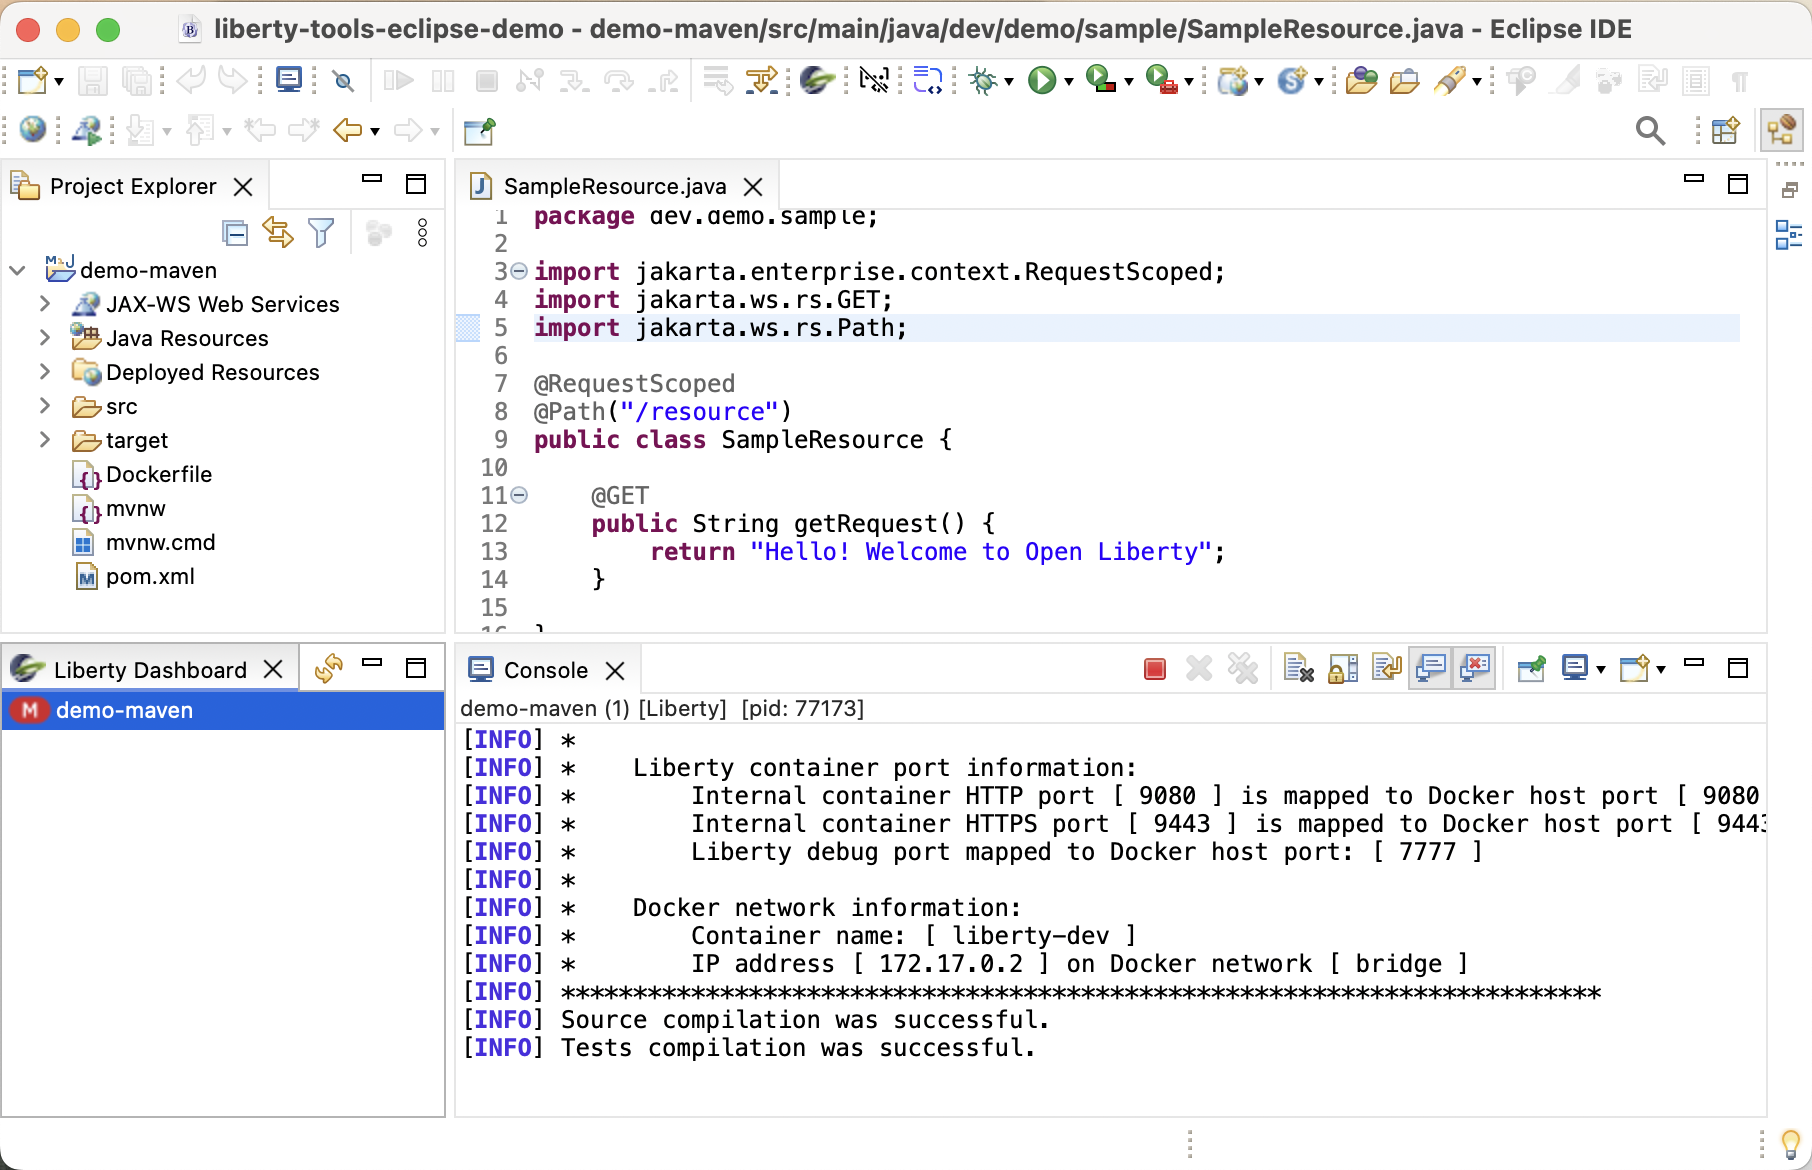 liberty-tools-eclipse-demo - demo-maven/src/main/java/dev/demo/sample/SampleResource.java - Eclipse IDE
Project Explorer
demo-maven
JAX-WS Web Services
Java Resources
Deployed Resources
src
target
Dockerfile
mvnw
mvnw.cmd
pom.xml
SampleResource.java
1 package dev.demo.sample;
2
3 import jakarta.enterprise.context.RequestScoped;
4 import jakarta.ws.rs.GET;
5 import jakarta.ws.rs.Path;
6
7 @RequestScoped
8 @Path("/resource")
9 public class SampleResource {
10
11 @GET
12 public String getRequest() {
13 return "Hello! Welcome to Open Liberty";
14 }
15
16 }
Liberty Dashboard
M demo-maven
Console
demo-maven (1) [Liberty] [pid: 77173]
[INFO] *
[INFO] * Liberty container port information:
[INFO] * Internal container HTTP port [ 9080 ] is mapped to Docker host port [ 9080
[INFO] * Internal container HTTPS port [ 9443 ] is mapped to Docker host port [ 9443
[INFO] * Liberty debug port mapped to Docker host port: [ 7777 ]
[INFO] *
[INFO] * Docker network information:
[INFO] * Container name: [ liberty-dev ]
[INFO] * IP address [ 172.17.0.2 ] on Docker network [ bridge ]
[INFO] ************************************************************************
[INFO] Source compilation was successful.
[INFO] Tests compilation was successful.